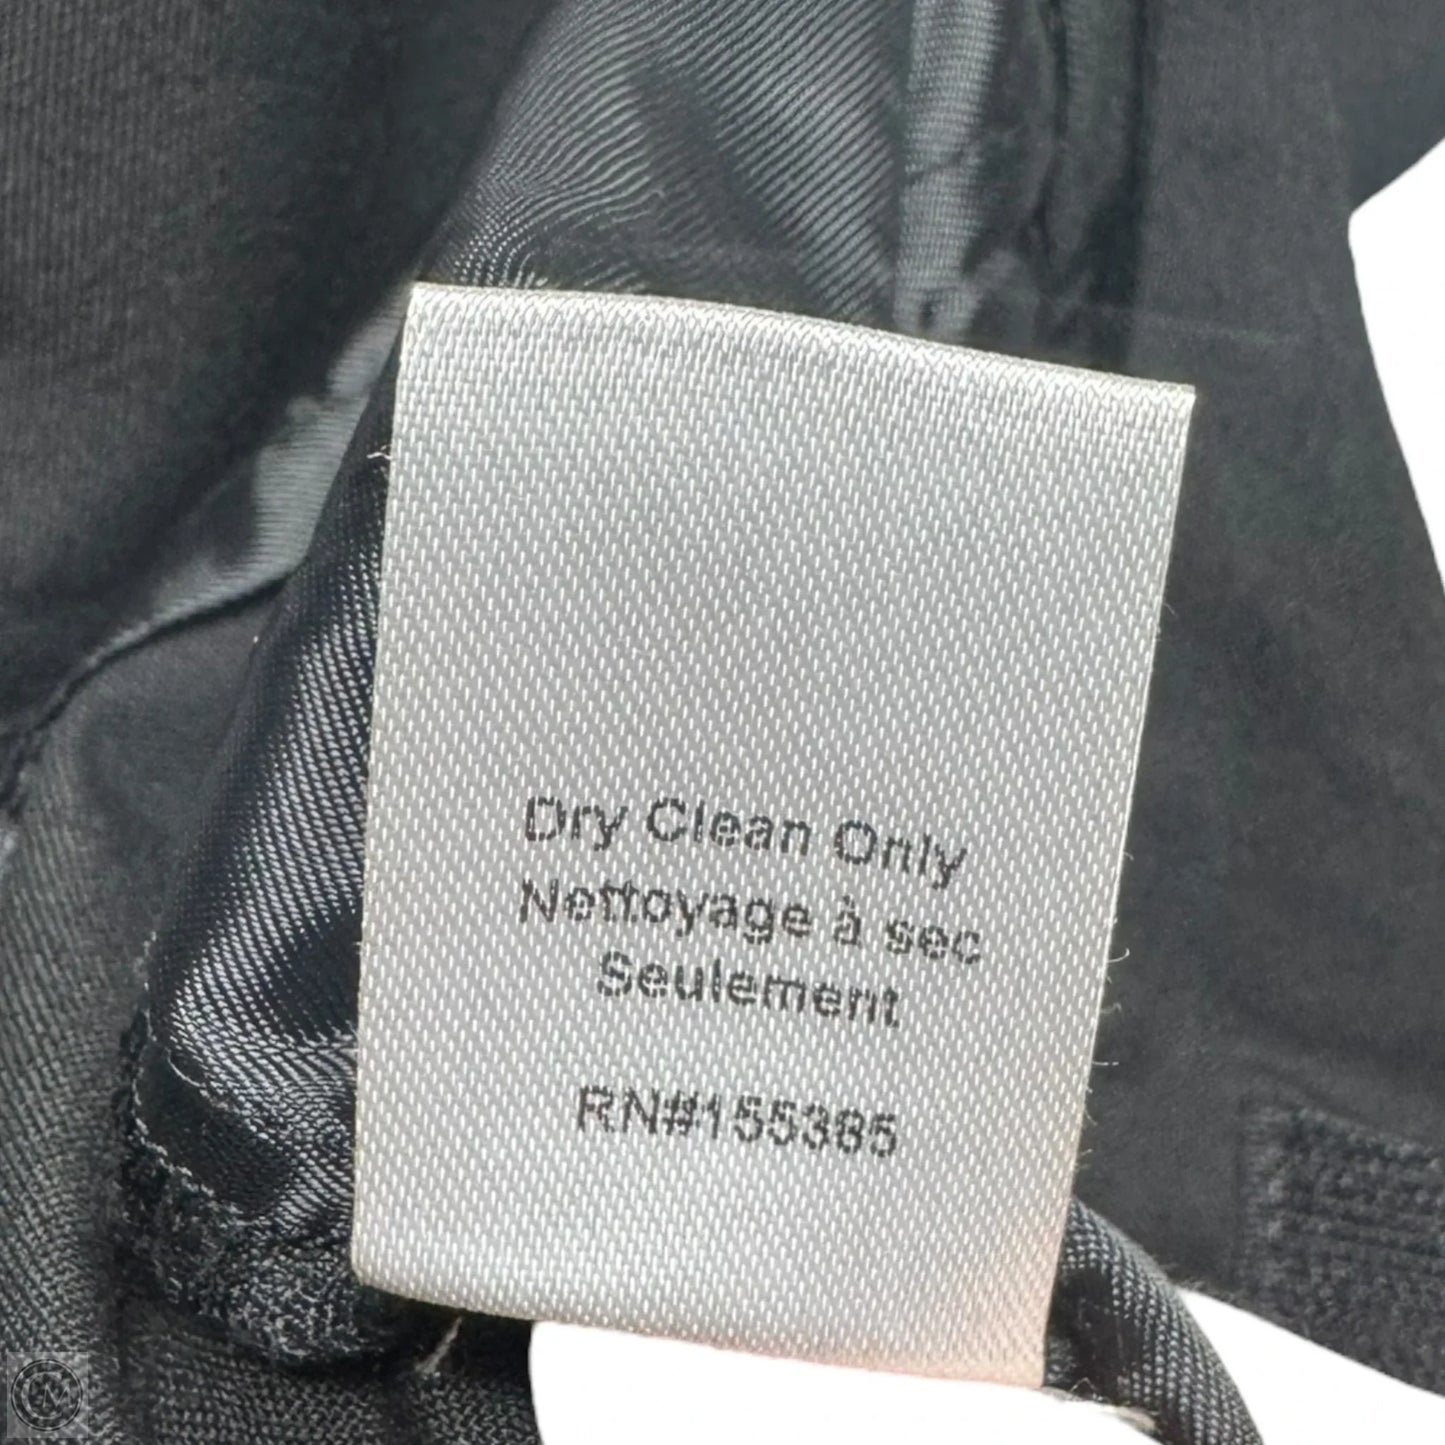 Dry Clean Only
Nettoyage à sec
Seulement
RN#155385